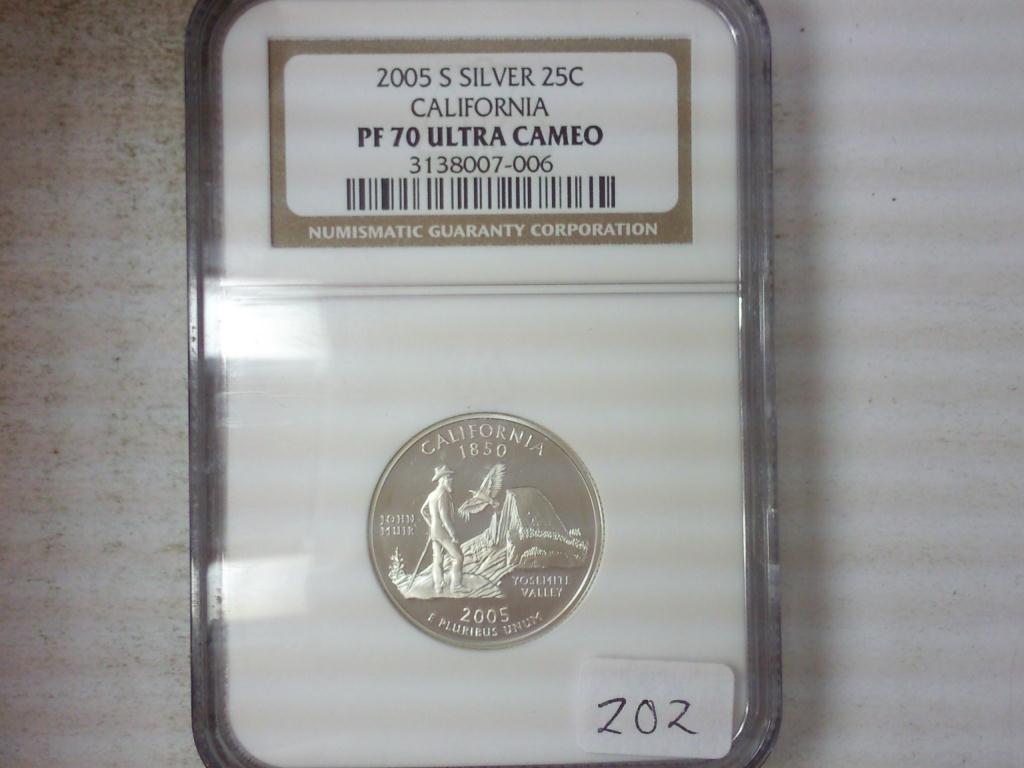 2005 S SILVER 25C
CALIFORNIA
PF 70 ULTRA CAMEO
3138007-006
NUMISMATIC GUARANTY CORPORATION
CALIFORNIA
1850
JOHN
MUIR
YOSEMITE
VALLEY
2005
E PLURIBUS UNUM
202